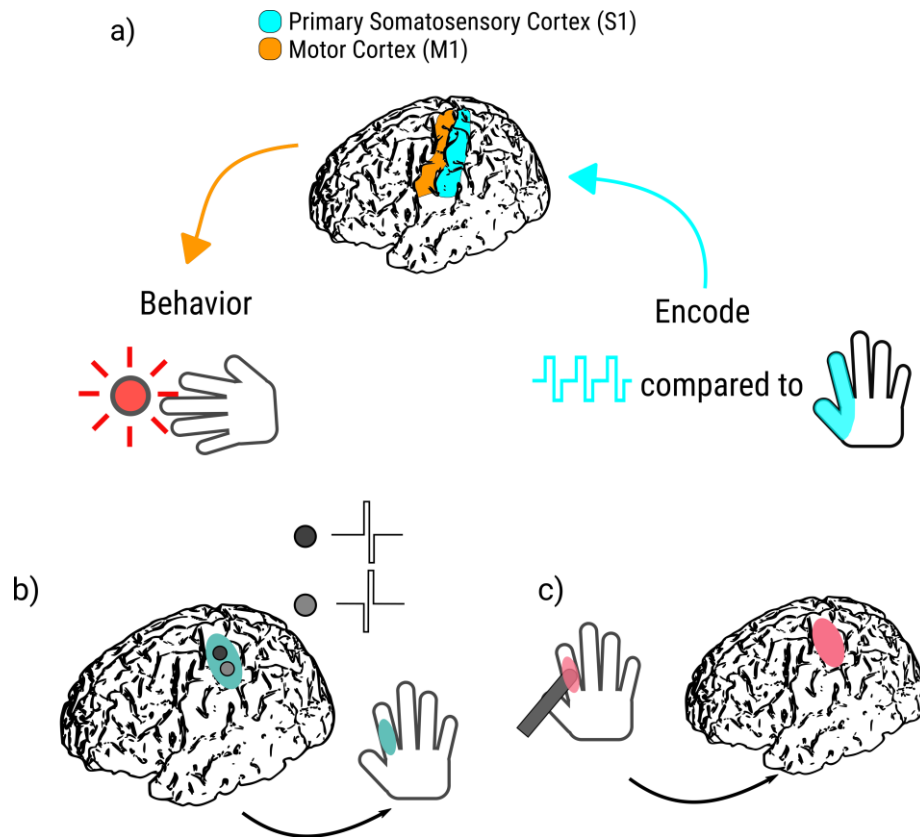 a)
Primary Somatosensory Cortex (S1)
Motor Cortex (M1)
Behavior
Encode
compared to
b)
c)